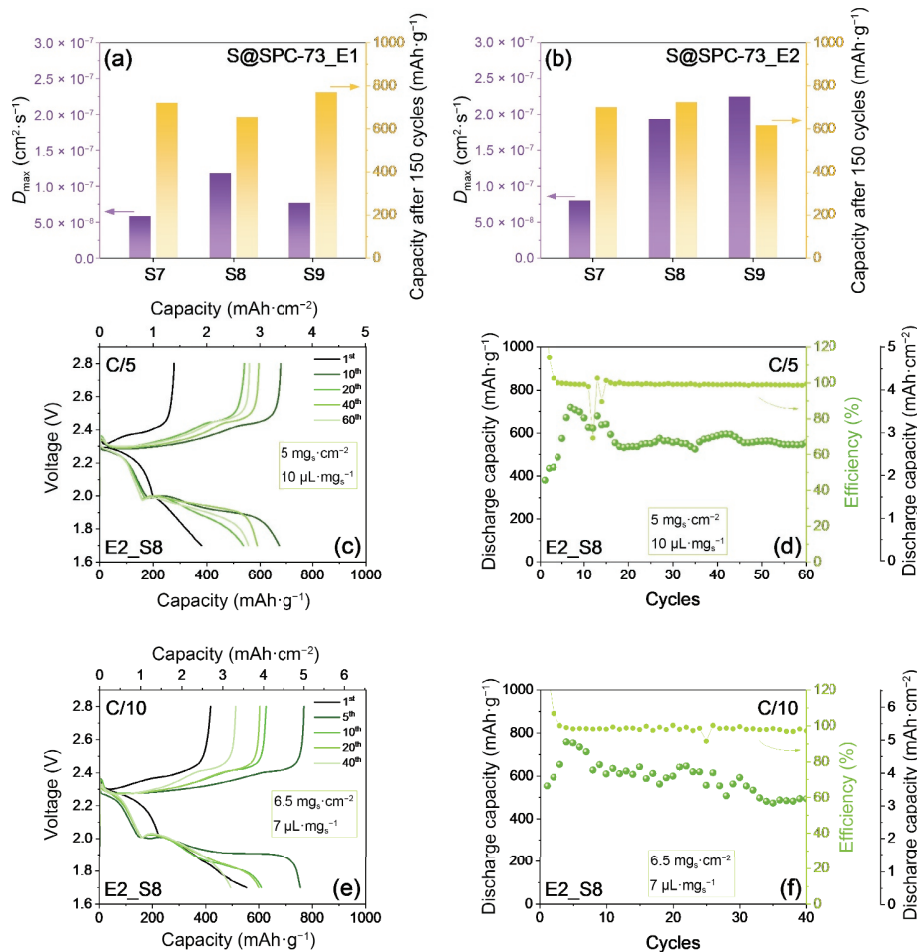 (a)
S@SPC-73_E1
3.0 × 10⁻⁷
2.5 × 10⁻⁷
2.0 × 10⁻⁷
1.5 × 10⁻⁷
1.0 × 10⁻⁷
5.0 × 10⁻⁸
0.0
Dmax (cm²·s⁻¹)
1000
800
600
400
200
0
Capacity after 150 cycles (mAh·g⁻¹)
S7 S8 S9
(b)
S@SPC-73_E2
3.0 × 10⁻⁷
2.5 × 10⁻⁷
2.0 × 10⁻⁷
1.5 × 10⁻⁷
1.0 × 10⁻⁷
5.0 × 10⁻⁸
0.0
Dmax (cm²·s⁻¹)
1000
800
600
400
200
0
Capacity after 150 cycles (mAh·g⁻¹)
S7 S8 S9
Capacity (mAh·cm⁻²)
0 1 2 3 4 5
C/5
1st
10th
20th
40th
60th
2.8
2.4
2.0
1.6
Voltage (V)
5 mgs·cm⁻²
10 µL·mgs⁻¹
E2_S8
(c)
0 200 400 600 800 1000
Capacity (mAh·g⁻¹)
C/5
1000
800
600
400
200
0
Discharge capacity (mAh·g⁻¹)
120
100
80
60
40
20
0
Efficiency (%)
5
4
3
2
1
0
Discharge capacity (mAh·cm⁻²)
5 mgs·cm⁻²
10 µL·mgs⁻¹
E2_S8
(d)
0 10 20 30 40 50 60
Cycles
Capacity (mAh·cm⁻²)
0 1 2 3 4 5 6
C/10
1st
5th
10th
20th
40th
2.8
2.4
2.0
1.6
Voltage (V)
6.5 mgs·cm⁻²
7 µL·mgs⁻¹
E2_S8
(e)
0 200 400 600 800 1000
Capacity (mAh·g⁻¹)
C/10
1000
800
600
400
200
0
Discharge capacity (mAh·g⁻¹)
120
100
80
60
40
20
0
Efficiency (%)
6
5
4
3
2
1
0
Discharge capacity (mAh·cm⁻²)
6.5 mgs·cm⁻²
7 µL·mgs⁻¹
E2_S8
(f)
0 10 20 30 40
Cycles